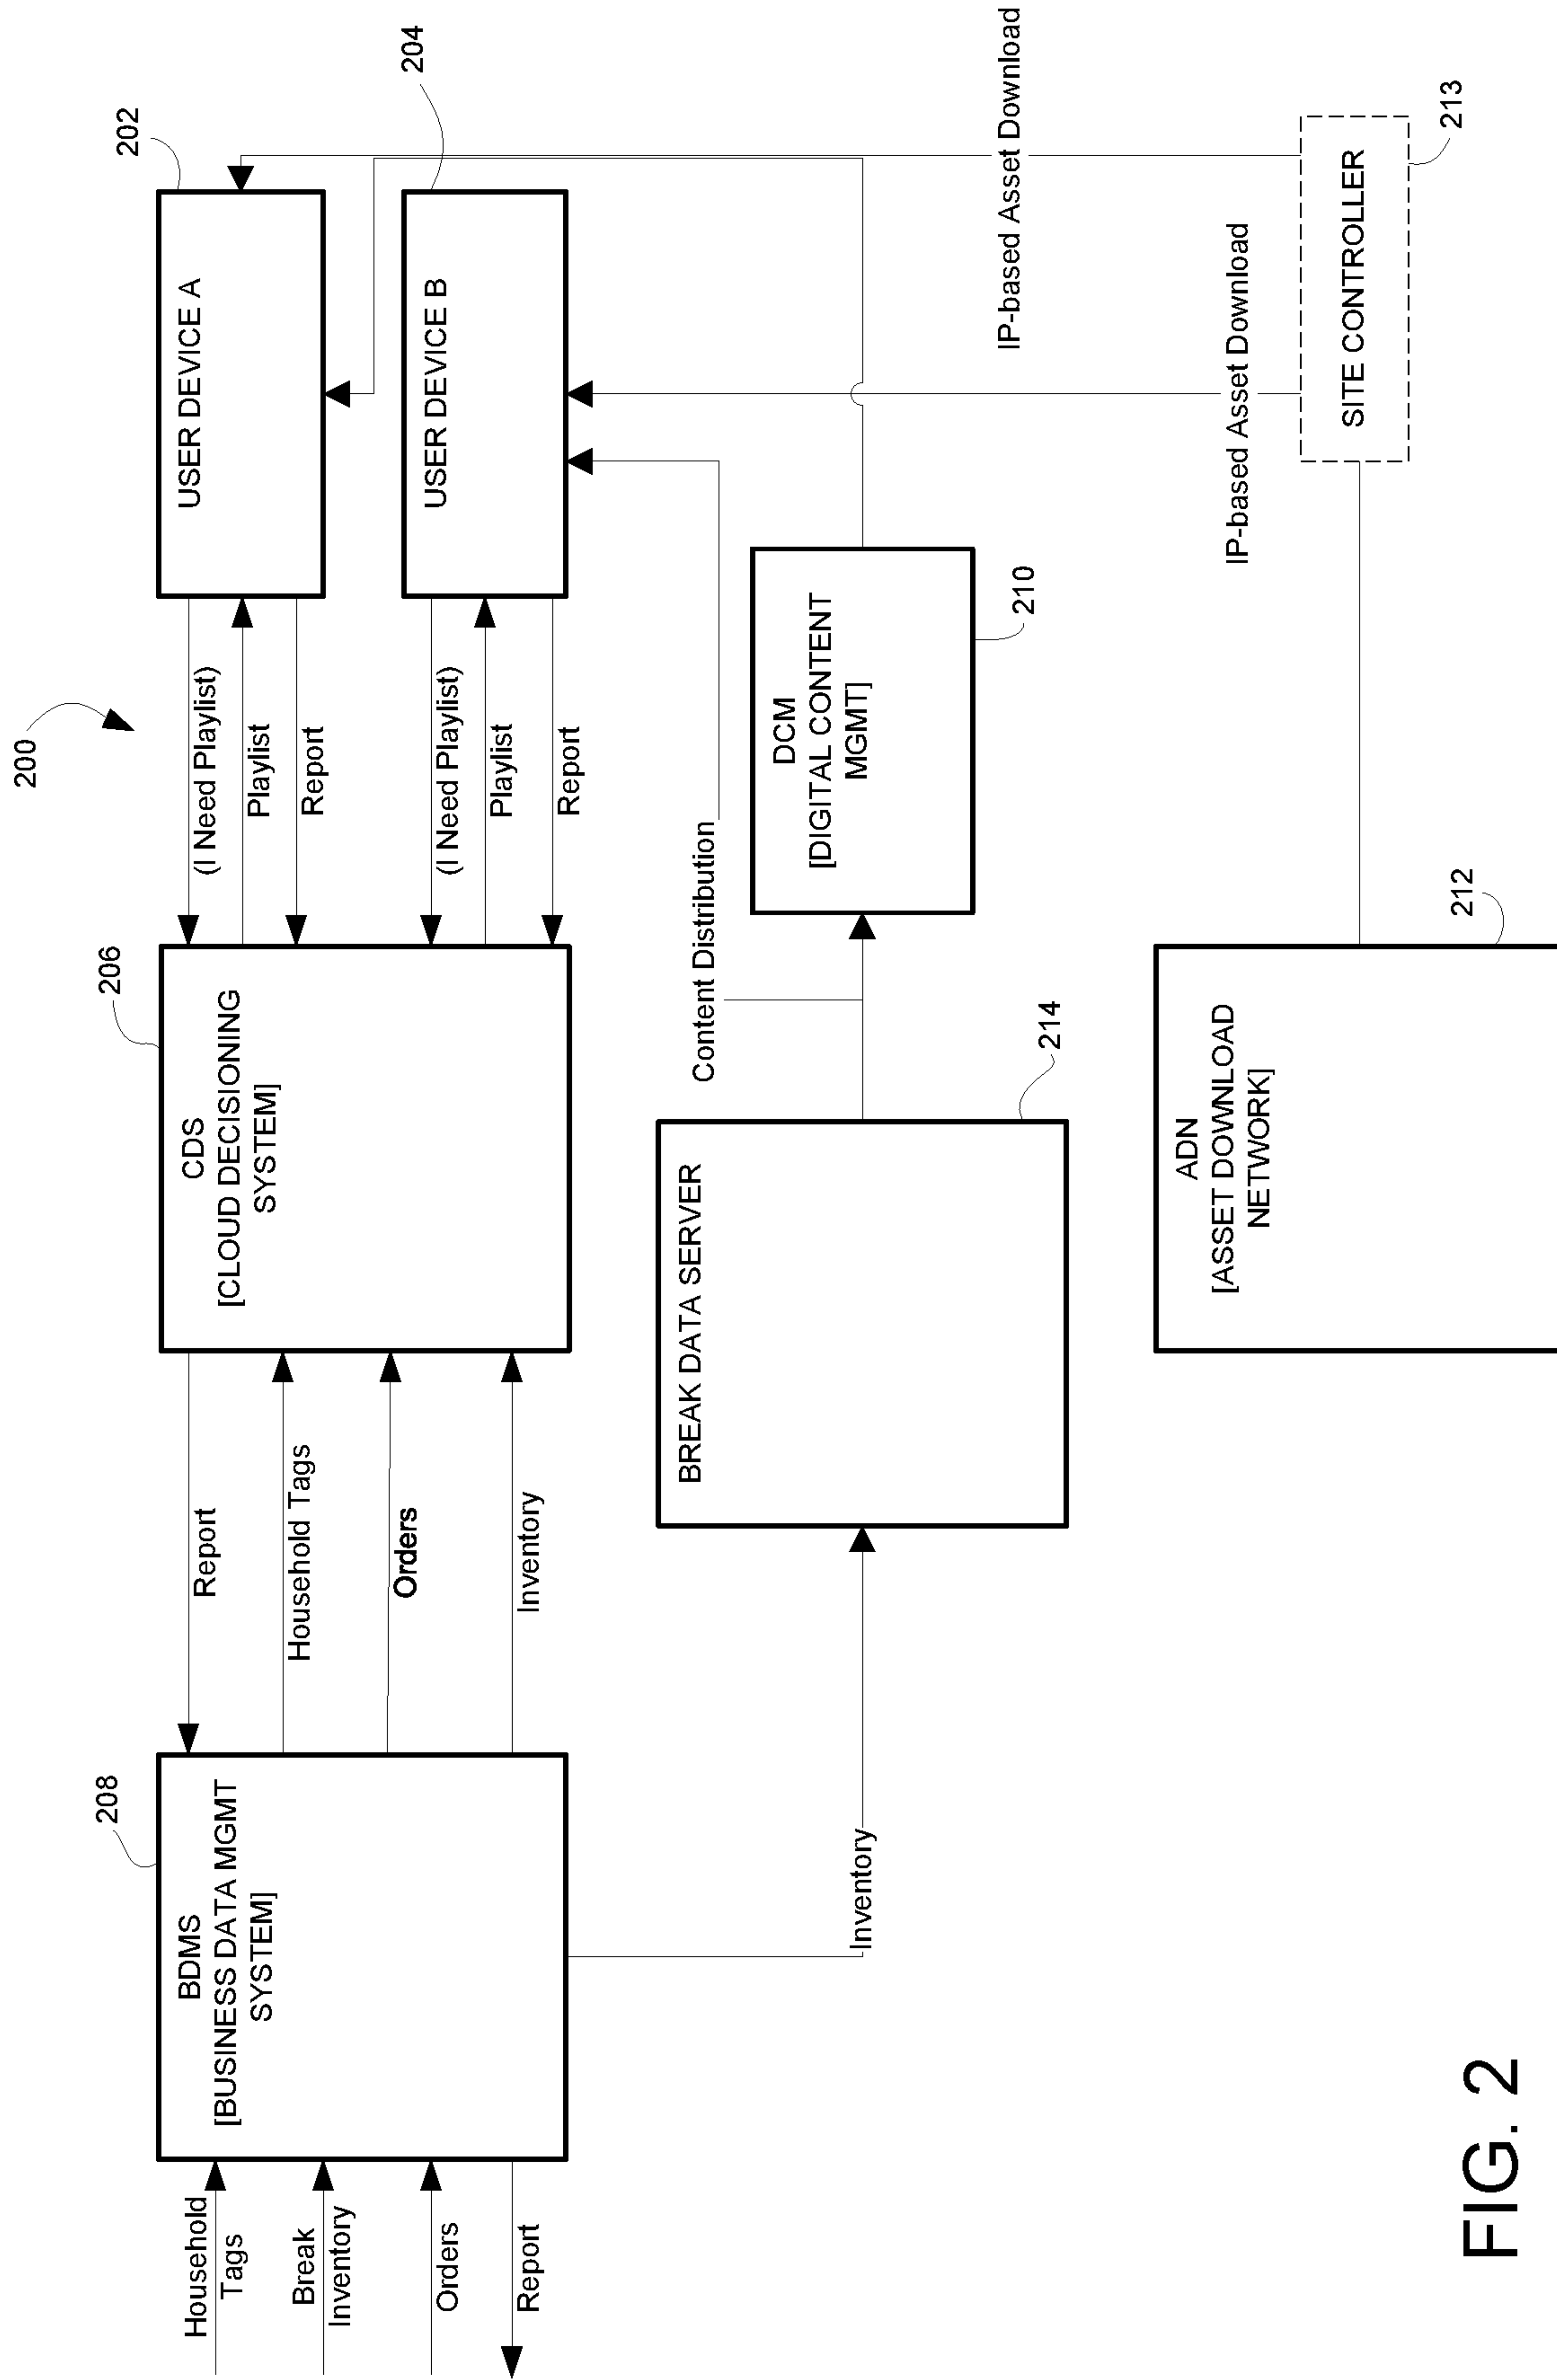 200
202
204
206
208
Household
Tags
Break
Inventory
Orders
Report
BDMS
[BUSINESS DATA MGMT
SYSTEM]
Report
Household Tags
Orders
Inventory
CDS
[CLOUD DECISIONING
SYSTEM]
(I Need Playlist)
Playlist
Report
(I Need Playlist)
Playlist
Report
USER DEVICE A
USER DEVICE B
Inventory
BREAK DATA SERVER
214
Content Distribution
DCM
[DIGITAL CONTENT
MGMT]
210
IP-based Asset Download
IP-based Asset Download
ADN
[ASSET DOWNLOAD
NETWORK]
212
SITE CONTROLLER
213
FIG. 2